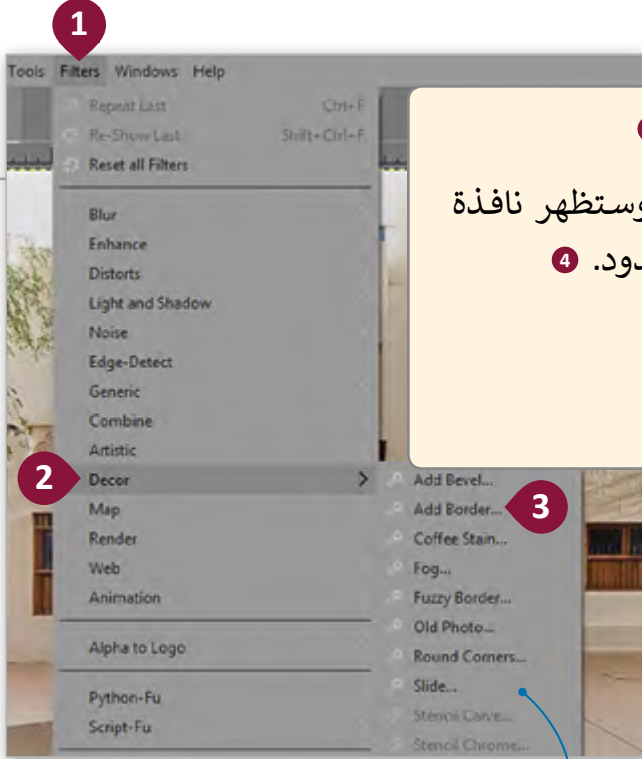 1
Tools Filters Windows Help
Repeat Last Ctrl+F
Re-Show Last Shift+Ctrl+F
Reset all Filters
Blur
Enhance
Distorts
Light and Shadow
Noise
Edge-Detect
Generic
Combine
Artistic
2 Decor >
Map
Render
Web
Animation
Alpha to Logo
Python-Fu
Script-Fu
Add Bevel...
Add Border... 3
Coffee Stain...
Fog...
Fuzzy Border...
Old Photo...
Round Corners...
Slide...
Stencil Carve...
Stencil Chrome...
وستظهر نافذة
4